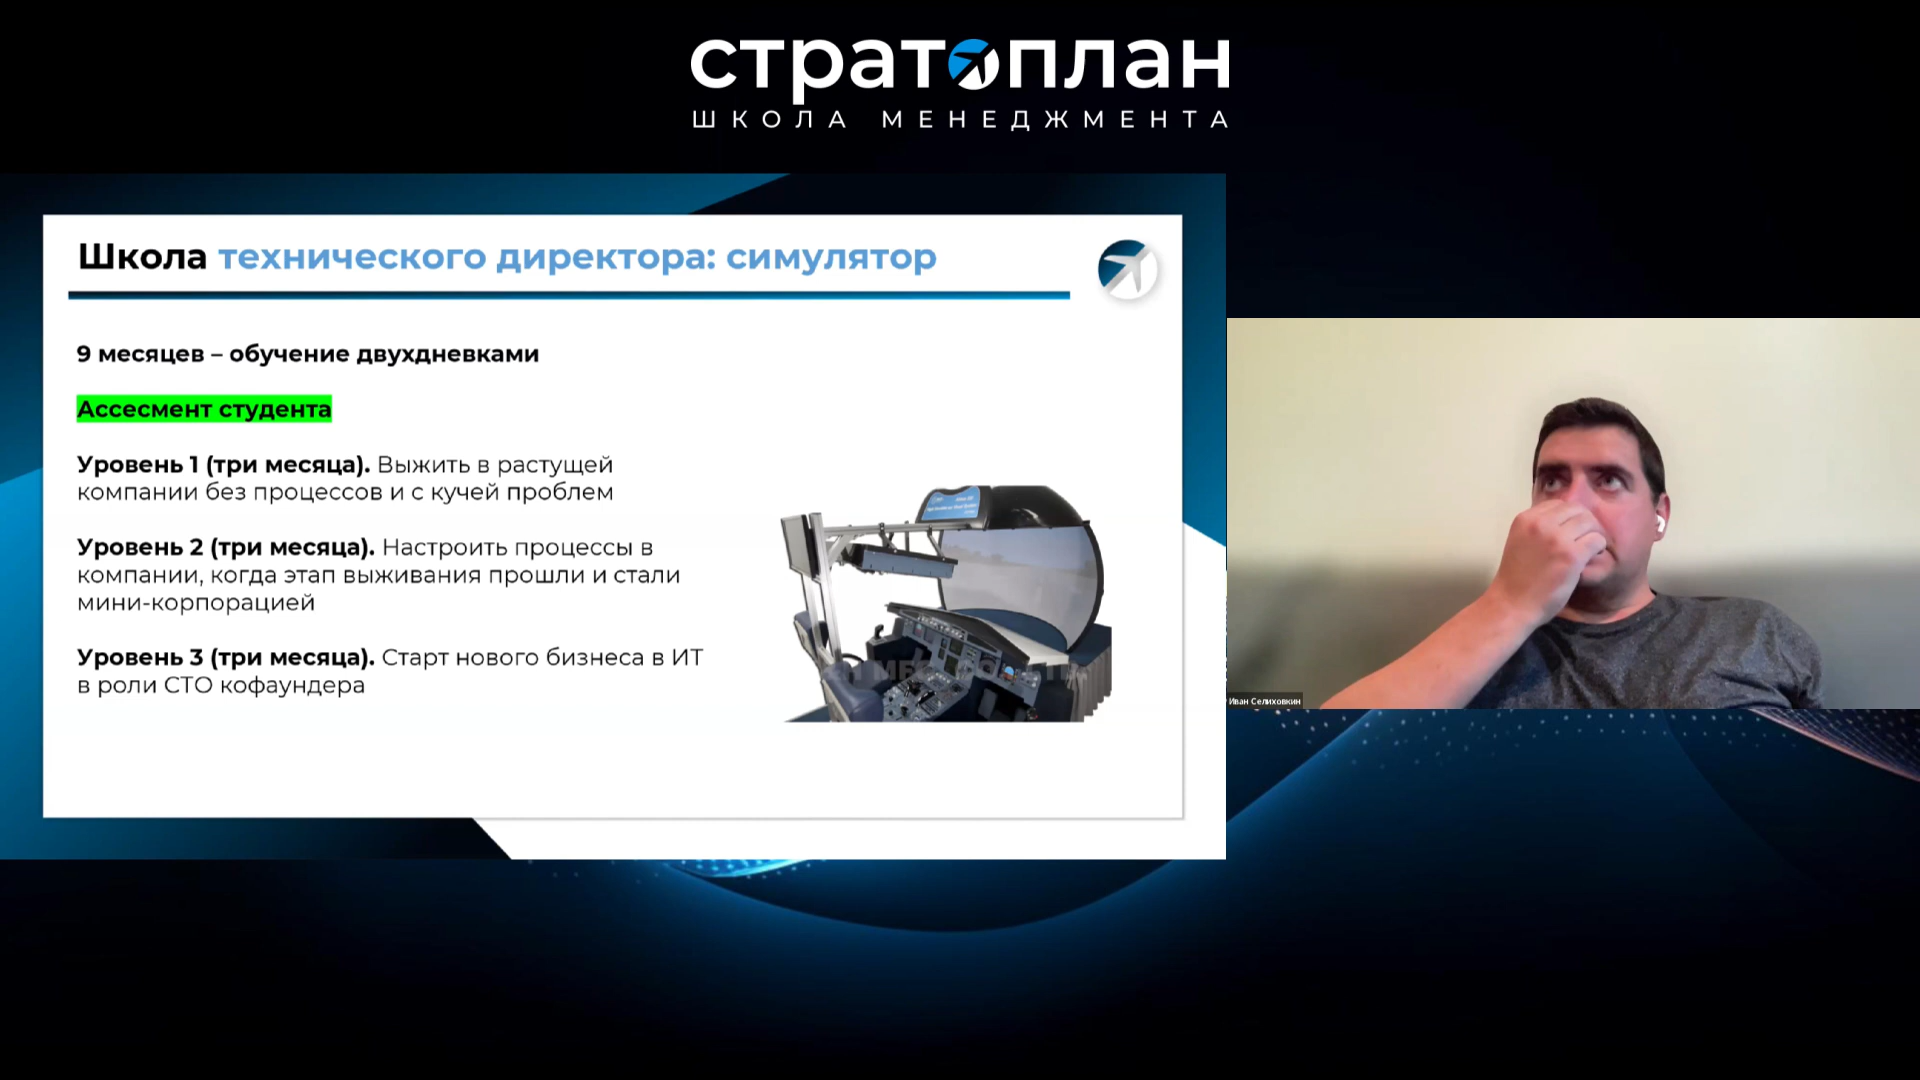 стратоплан
ШКОЛА МЕНЕДЖМЕНТА
Школа технического директора: симулятор
9 месяцев – обучение двухдневками
Ассесмент студента
Уровень 1 (три месяца). Выжить в растущей
компании без процессов и с кучей проблем
Уровень 2 (три месяца). Настроить процессы в
компании, когда этап выживания прошли и стали
мини-корпорацией
Уровень 3 (три месяца). Старт нового бизнеса в ИТ
в роли СТО кофаундера
Иван Селиховкин